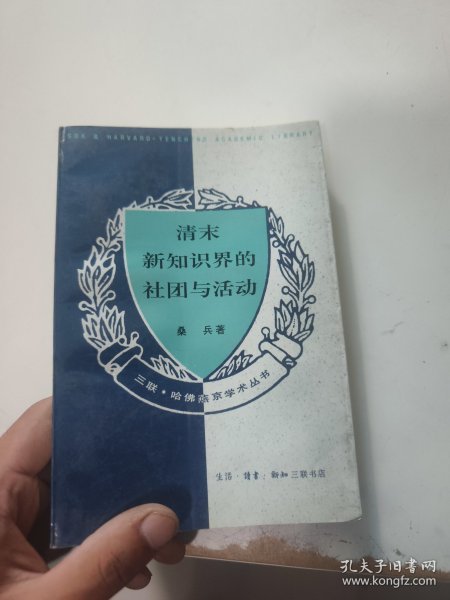 SDX & HARVARD-YENCHING ACADEMIC LIBRARY
清末
新知识界的
社团与活动
桑 兵著
三联·哈佛燕京学术丛书
生活·读书·新知三联书店
孔夫子旧书网
www.kongfz.com